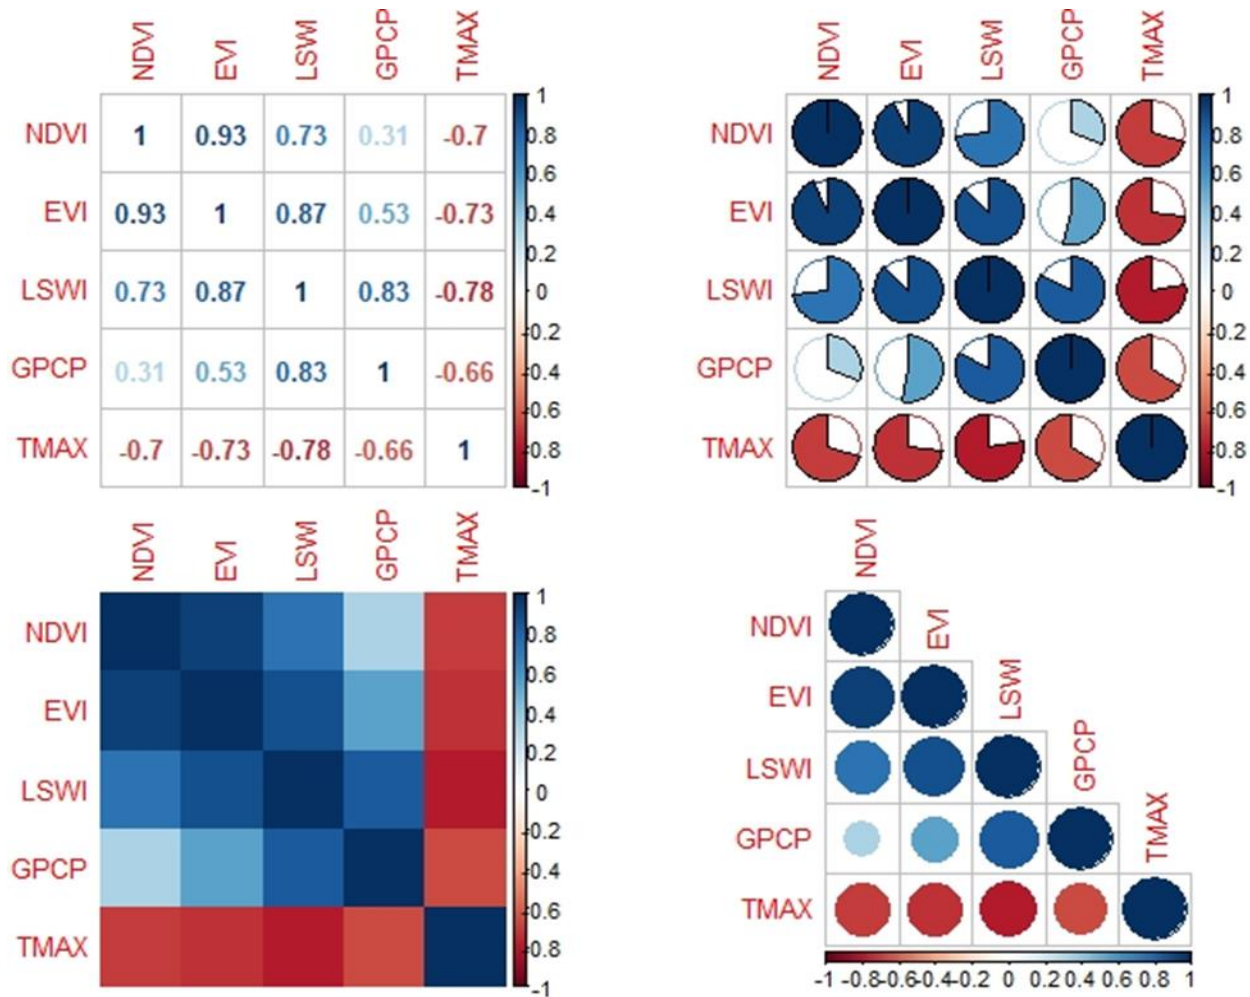 NDVI EVI LSWI GPCP TMAX
NDVI 1 0.93 0.73 0.31 -0.7
EVI 0.93 1 0.87 0.53 -0.73
LSWI 0.73 0.87 1 0.83 -0.78
GPCP 0.31 0.53 0.83 1 -0.66
TMAX -0.7 -0.73 -0.78 -0.66 1
1
0.8
0.6
0.4
0.2
0
-0.2
-0.4
-0.6
-0.8
-1
NDVI EVI LSWI GPCP TMAX
NDVI
EVI
LSWI
GPCP
TMAX
1
0.8
0.6
0.4
0.2
0
-0.2
-0.4
-0.6
-0.8
-1
NDVI EVI LSWI GPCP TMAX
NDVI
EVI
LSWI
GPCP
TMAX
1
0.8
0.6
0.4
0.2
0
-0.2
-0.4
-0.6
-0.8
-1
NDVI
NDVI EVI
EVI LSWI
LSWI GPCP
GPCP TMAX
TMAX
-1 -0.8 -0.6 -0.4 -0.2 0 0.2 0.4 0.6 0.8 1